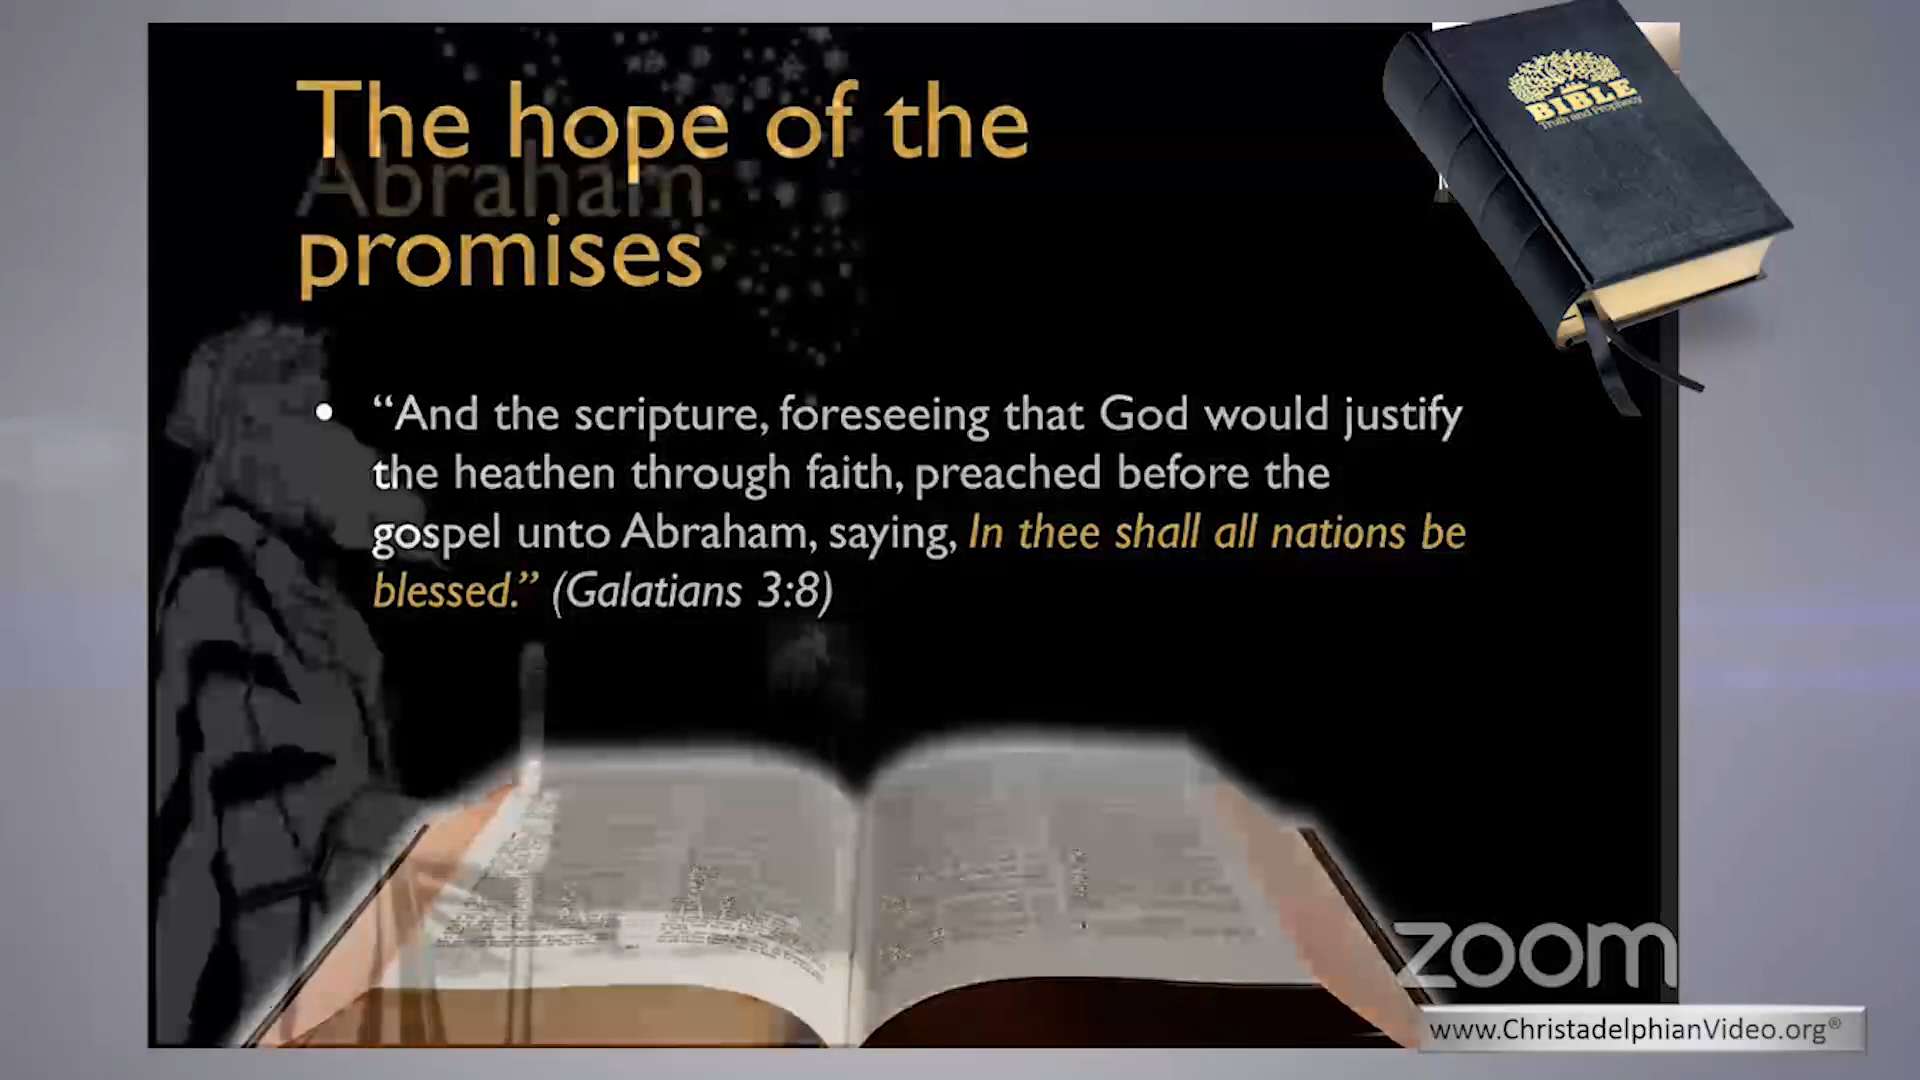 The hope of the
Abraham
promises
BIBLE
Truth and Prophecy
• “And the scripture, foreseeing that God would justify
the heathen through faith, preached before the
gospel unto Abraham, saying, In thee shall all nations be
blessed.” (Galatians 3:8)
zoom
www.ChristadelphianVideo.org®